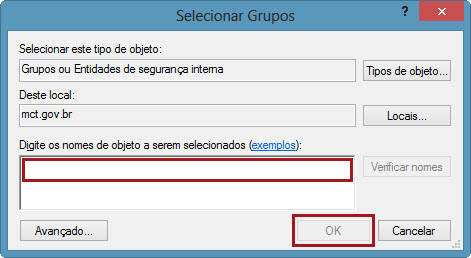 Selecionar Grupos
?
Selecionar este tipo de objeto:
Grupos ou Entidades de segurança interna
Tipos de objeto...
Deste local:
mct.gov.br
Locais...
Digite os nomes de objeto a serem selecionados (exemplos):
Verificar nomes
Avançado...
OK
Cancelar